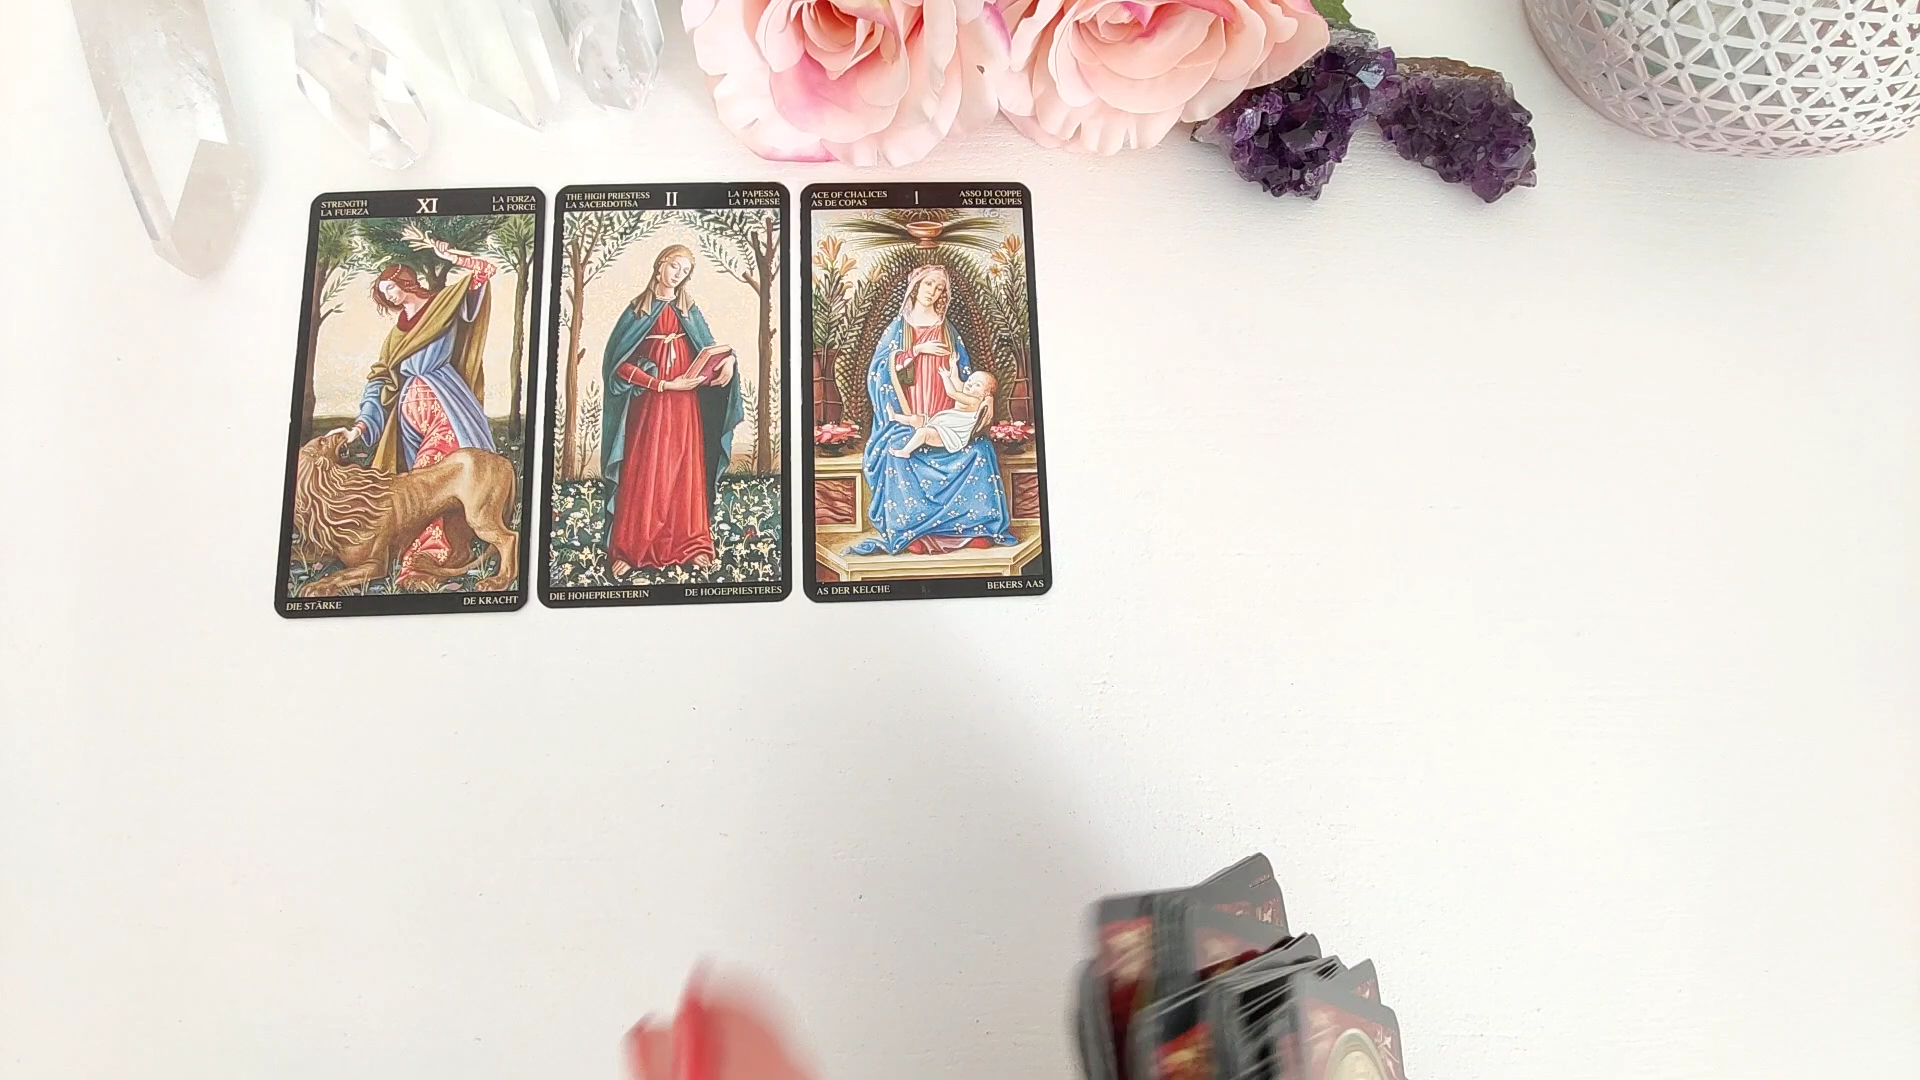 STRENGTH
LA FUERZA
XI
LA FORZA
LA FORCE
DIE STÄRKE
DE KRACHT
THE HIGH PRIESTESS
LA SACERDOTISA
II
LA PAPESSA
LA PAPESSE
DIE HOHEPRIESTERIN
DE HOGEPRIESTERES
ACE OF CHALICES
AS DE COPAS
I
ASSO DI COPPE
AS DE COUPES
AS DER KELCHE
BEKERS AAS